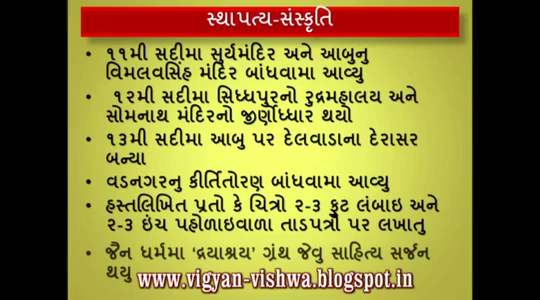 સ્થાપત્ય-સંસ્કૃતિ
૧૧મી સદીમા સુર્યમંદિર અને આબુનુ
વિમલવસિંહ મંદિર બાંધવામા આવ્યુ
૧૨મી સદીમા સિધ્ધપુરનો રુદ્રમહાલય અને
સોમનાથ મંદિરનો જીર્ણોધ્ધાર થયો
૧૩મી સદીમા આબુ પર દેલવાડાના દેરાસર
બન્યા
વડનગરનુ કીર્તિતોરણ બાંધવામા આવ્યુ
હસ્તલિખિત પ્રતો કે ચિત્રો ૨-૩ ફુટ લંબાઇ અને
૨-૩ ઇંચ પહોળાઇવાળા તાડપત્રી પર લખાતુ
જૈન ધર્મમા ‘દ્રયાશ્રય’ ગ્રંથ જેવુ સાહિત્ય સર્જન
થયુ
www.vigyan-vishwa.blogspot.in